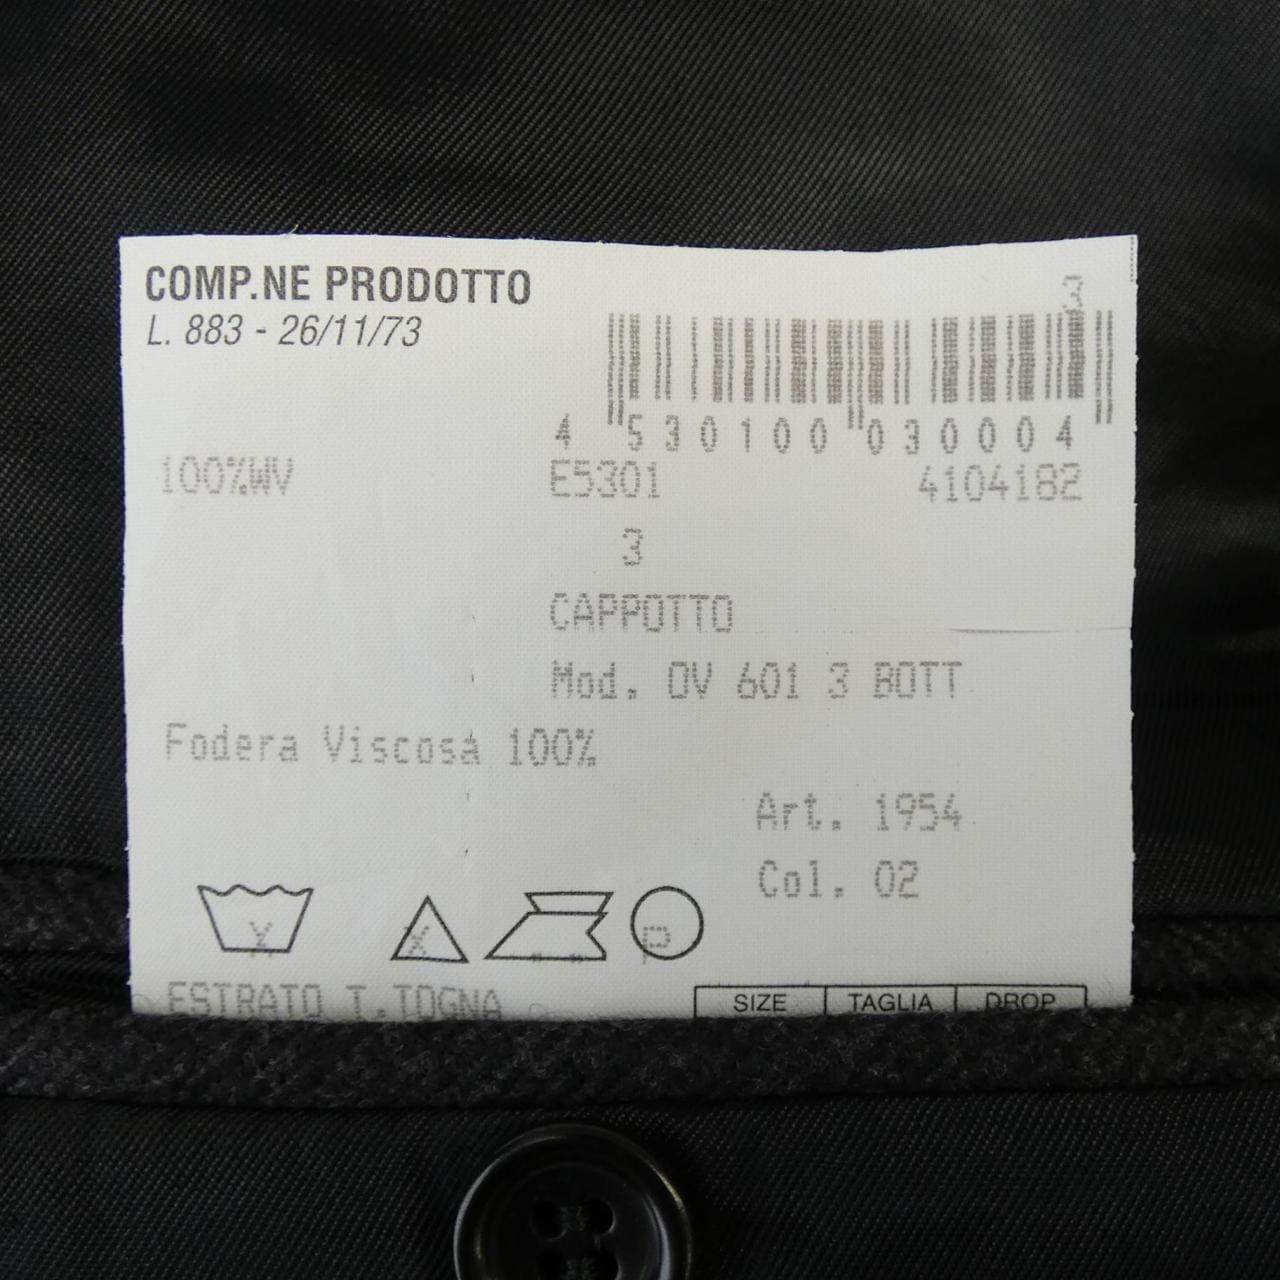 COMP.NE PRODOTTO
L. 883 - 26/11/73
3
4 530100 030004
100%WV E5301 4104182
3
CAPPOTTO
Mod. OV 601 3 BOTT
Fodera Viscosa 100%
Art. 1954
Col. 02
X X .. P
ESTRATO T.TOGNA
SIZE TAGLIA DROP